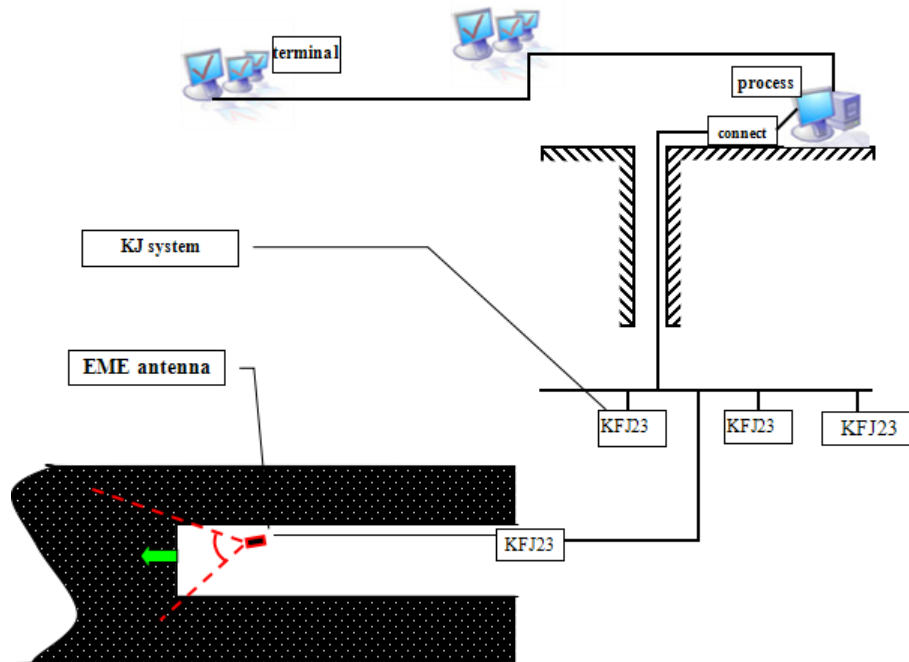 terminal
process
connect
KJ system
EME antenna
KFJ23
KFJ23
KFJ23
KFJ23